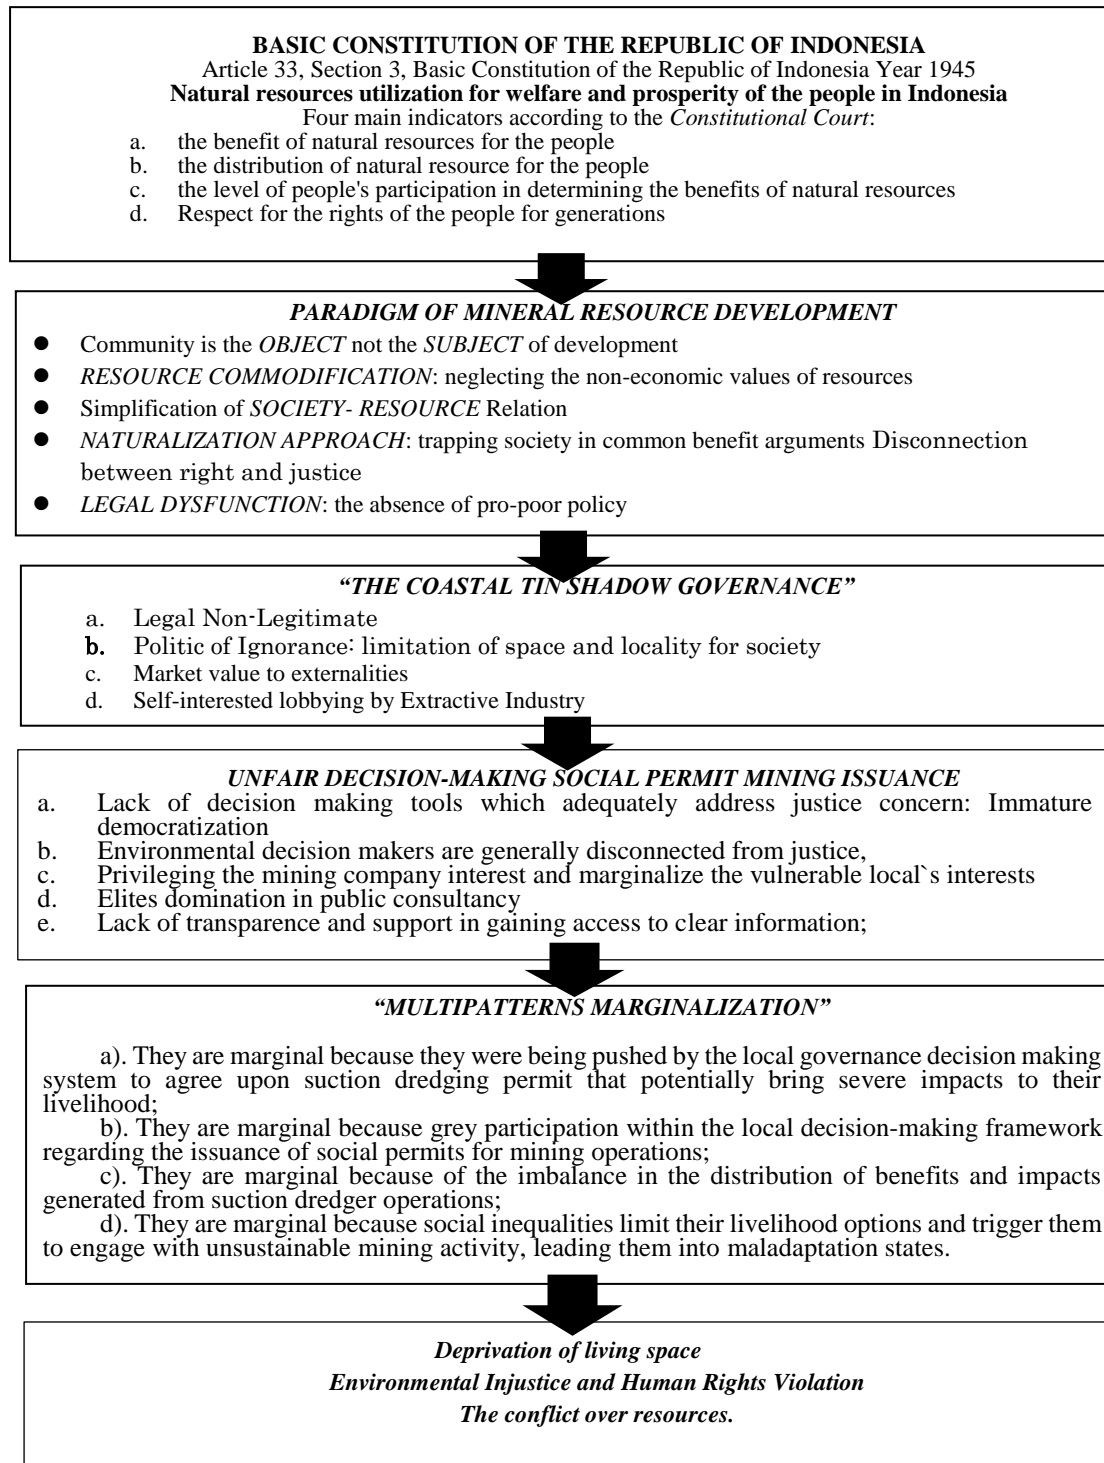 BASIC CONSTITUTION OF THE REPUBLIC OF INDONESIA
Article 33, Section 3, Basic Constitution of the Republic of Indonesia Year 1945
Natural resources utilization for welfare and prosperity of the people in Indonesia
Four main indicators according to the Constitutional Court:
a. the benefit of natural resources for the people
b. the distribution of natural resource for the people
c. the level of people's participation in determining the benefits of natural resources
d. Respect for the rights of the people for generations
PARADIGM OF MINERAL RESOURCE DEVELOPMENT
● Community is the OBJECT not the SUBJECT of development
● RESOURCE COMMODIFICATION: neglecting the non-economic values of resources
● Simplification of SOCIETY- RESOURCE Relation
● NATURALIZATION APPROACH: trapping society in common benefit arguments Disconnection
between right and justice
● LEGAL DYSFUNCTION: the absence of pro-poor policy
“THE COASTAL TIN SHADOW GOVERNANCE”
a. Legal Non-Legitimate
b. Politic of Ignorance: limitation of space and locality for society
c. Market value to externalities
d. Self-interested lobbying by Extractive Industry
UNFAIR DECISION-MAKING SOCIAL PERMIT MINING ISSUANCE
a. Lack of decision making tools which adequately address justice concern: Immature
democratization
b. Environmental decision makers are generally disconnected from justice,
c. Privileging the mining company interest and marginalize the vulnerable local`s interests
d. Elites domination in public consultancy
e. Lack of transparence and support in gaining access to clear information;
“MULTIPATTERNS MARGINALIZATION”
a). They are marginal because they were being pushed by the local governance decision making
system to agree upon suction dredging permit that potentially bring severe impacts to their
livelihood;
b). They are marginal because grey participation within the local decision-making framework
regarding the issuance of social permits for mining operations;
c). They are marginal because of the imbalance in the distribution of benefits and impacts
generated from suction dredger operations;
d). They are marginal because social inequalities limit their livelihood options and trigger them
to engage with unsustainable mining activity, leading them into maladaptation states.
Deprivation of living space
Environmental Injustice and Human Rights Violation
The conflict over resources.